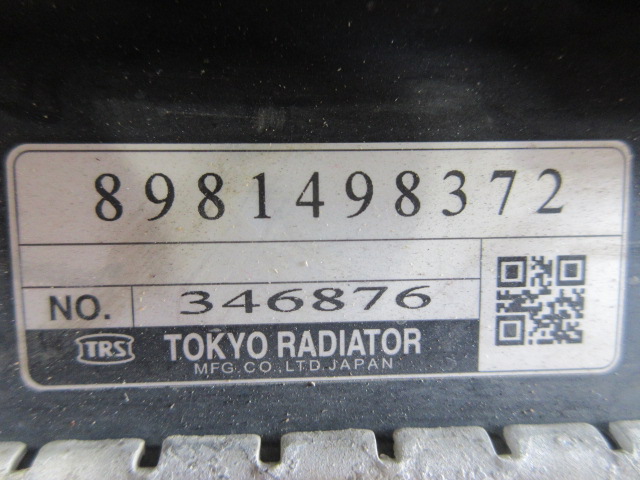 8981498372
NO. 346876
TRS TOKYO RADIATOR
MFG.CO.,LTD.JAPAN